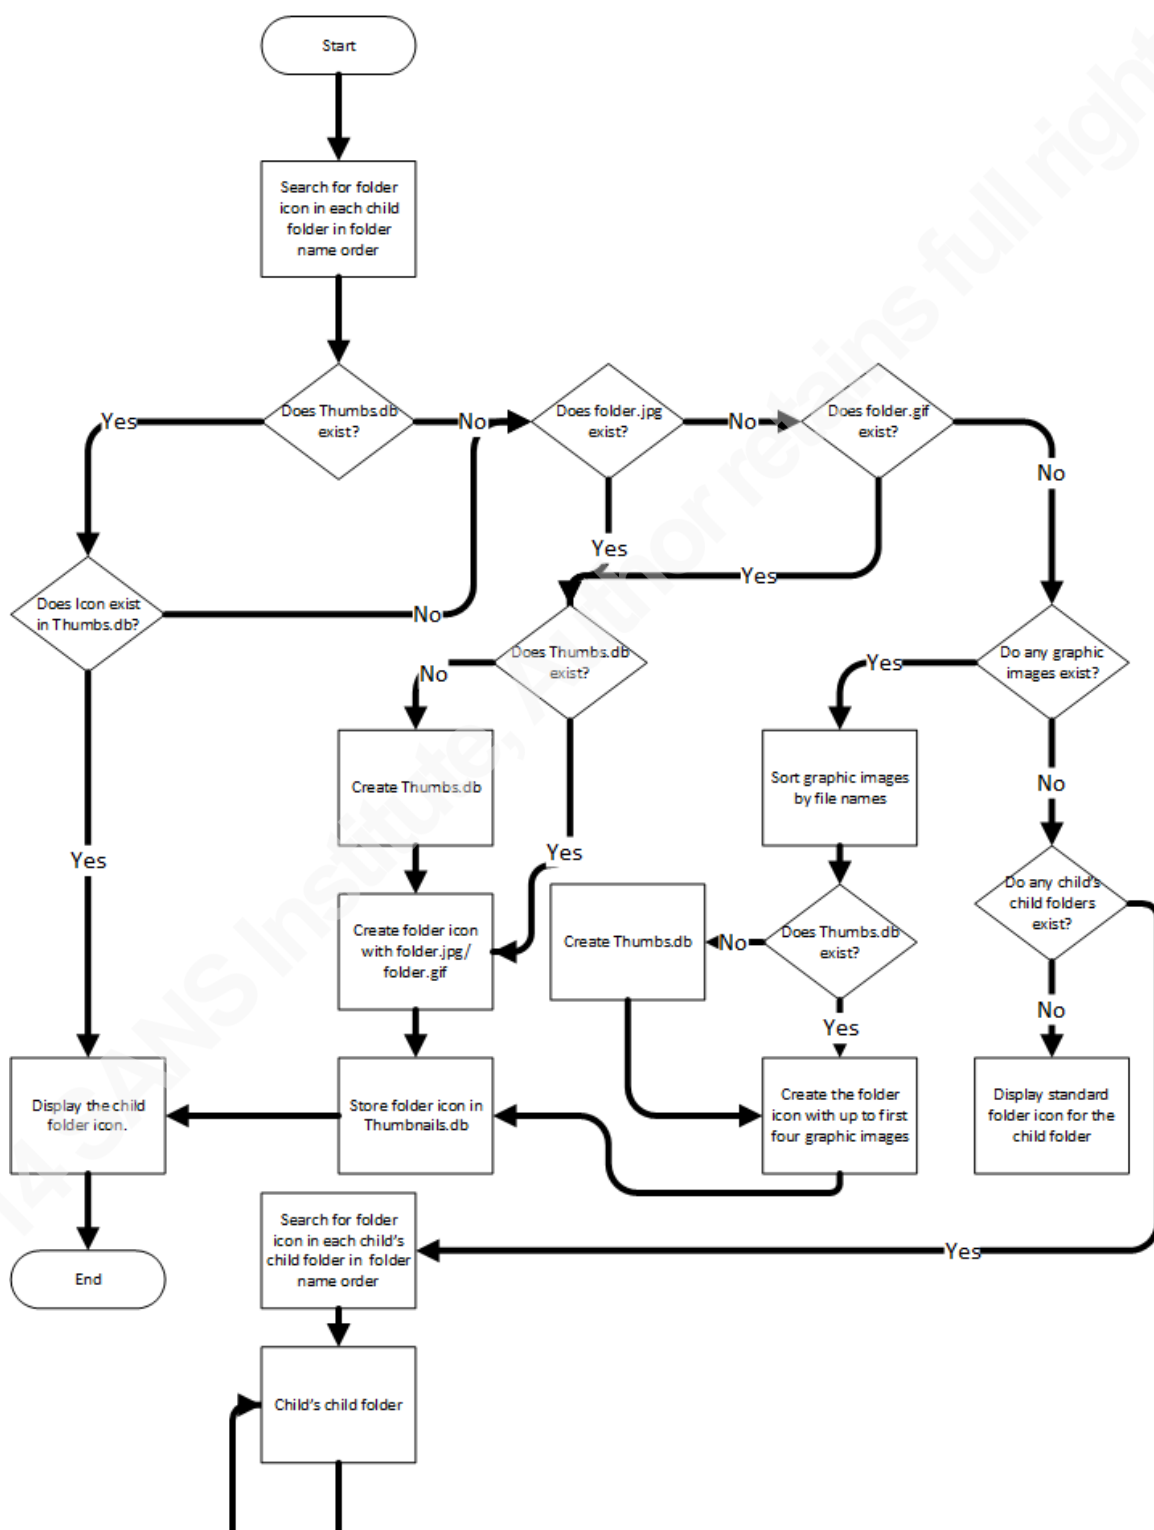 Start
Search for folder
icon in each child
folder in folder
name order
Does Thumbs.db
exist?
Yes
No
Does folder.jpg
exist?
No
Does folder.gif
exist?
No
Yes
Yes
Does Icon exist
in Thumbs.db?
No
Does Thumbs.db
exist?
No
Do any graphic
images exist?
Yes
Create Thumbs.db
Sort graphic images
by file names
No
Yes
Yes
Do any child's
child folders
exist?
Create folder icon
with folder.jpg/
folder.gif
Create Thumbs.db
No
Does Thumbs.db
exist?
Yes
No
Display the child
folder icon.
Store folder icon in
Thumbnails.db
Create the folder
icon with up to first
four graphic images
Display standard
folder icon for the
child folder
Search for folder
icon in each child's
child folder in folder
name order
Yes
End
Child's child folder
14 SANS Institute, Author retains full right